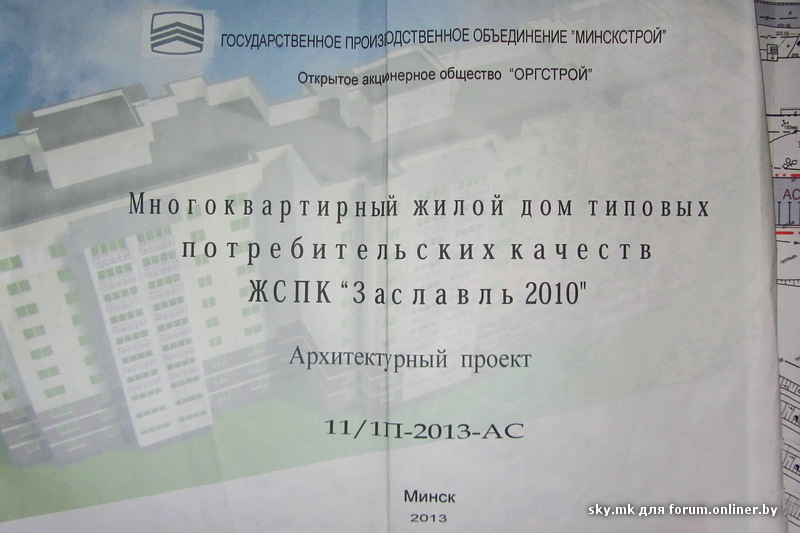 ГОСУДАРСТВЕННОЕ ПРОИЗВОДСТВЕННОЕ ОБЪЕДИНЕНИЕ "МИНСКСТРОЙ"
Открытое акционерное общество "ОРГСТРОЙ"
Многоквартирный жилой дом типовых
потребительских качеств
ЖСПК "Заславль 2010"
Архитектурный проект
11/1П-2013-АС
Минск
2013
АС
sky.mk для forum.onliner.by